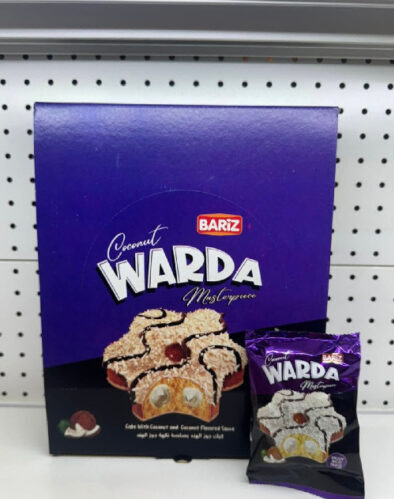 BARIZ
Coconut
WARDA
Masterpiece
Cake With Coconut and Coconut Flavored Sauce
BARIZ
Coconut
WARDA
Masterpiece